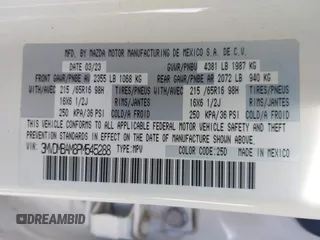 MFD. BY MAZDA MOTOR MANUFACTURING DE MEXICO S.A. DE C.V.
DATE 03/23 GVWR/PNBV 4381 LB 1987 KG
FRONT GAWR/PNBE AV 2355 LB 1068 KG REAR GAWR/PNBE AR 2072 LB 940 KG
WITH/AVEC 215/65R16 98H TIRES/PNEUS WITH/AVEC 215/65R16 98H TIRES/PNEUS
16X6 1/2J RIMS/JANTES 16X6 1/2J RIMS/JANTES
250 KPA/36 PSI COLD/A FROID 250 KPA/36 PSI COLD/A FROID
THIS VEHICLE CONFORMS TO ALL APPLICABLE U.S. FEDERAL MOTOR
VEHICLE SAFETY, BUMPER, AND THEFT PREVENTION STANDARDS IN
EFFECT ON THE DATE OF MANUFACTURE SHOWN ABOVE.
VIN: TYPE: MPV
COLOR CODE: 25D MADE IN MEXICO